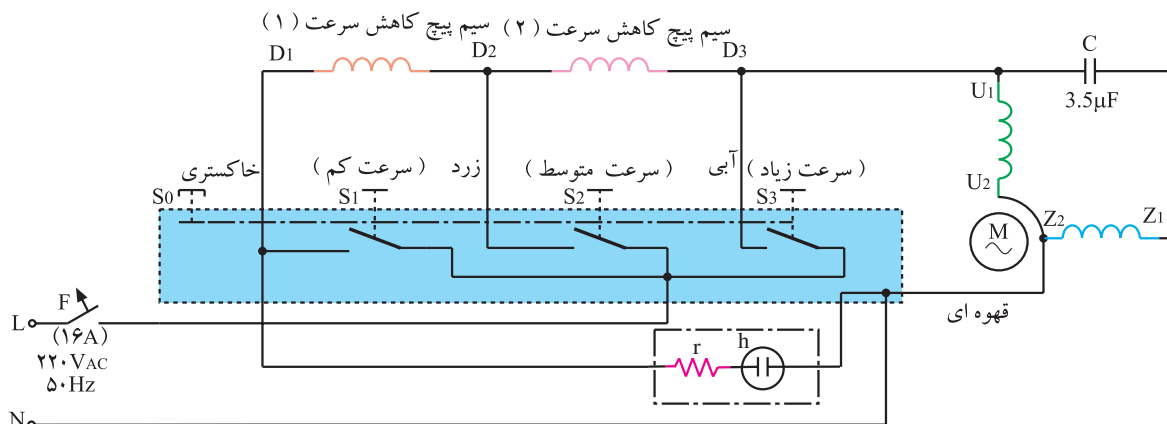 سیم پیچ کاهش سرعت (۱)
سیم پیچ کاهش سرعت (۲)
D1
D2
D3
C
3.5µF
U1
U2
خاکستری
(سرعت کم)
زرد
(سرعت متوسط)
آبی
(سرعت زیاد)
S0
S1
S2
S3
M
Z2
Z1
قهوه ای
F
L
(۱۶A)
۲۲۰VAC
۵۰Hz
r
h
N